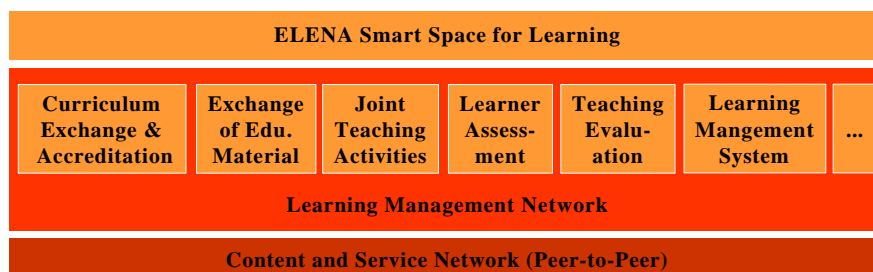 ELENA Smart Space for Learning
Curriculum
Exchange &
Accreditation
Exchange
of Edu.
Material
Joint
Teaching
Activities
Learner
Assess-
ment
Teaching
Evalu-
ation
Learning
Mangement
System
...
Learning Management Network
Content and Service Network (Peer-to-Peer)